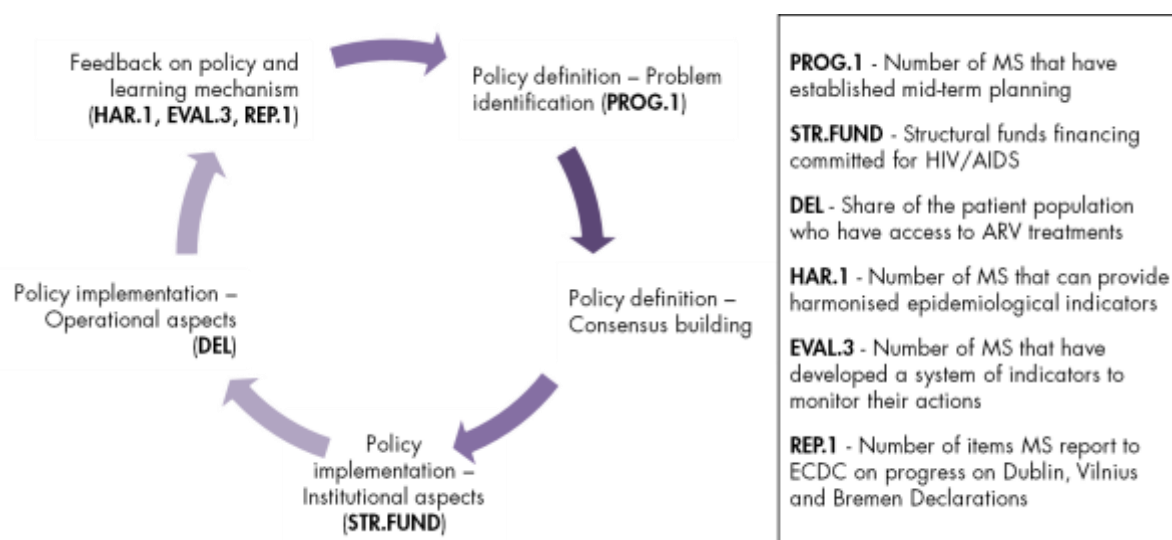 Feedback on policy and
learning mechanism
(HAR.1, EVAL.3, REP.1)
Policy definition – Problem
identification (PROG.1)
Policy definition –
Consensus building
Policy
implementation –
Institutional aspects
(STR.FUND)
Policy implementation –
Operational aspects
(DEL)
PROG.1 - Number of MS that have
established mid-term planning
STR.FUND - Structural funds financing
committed for HIV/AIDS
DEL - Share of the patient population
who have access to ARV treatments
HAR.1 - Number of MS that can provide
harmonised epidemiological indicators
EVAL.3 - Number of MS that have
developed a system of indicators to
monitor their actions
REP.1 - Number of items MS report to
ECDC on progress on Dublin, Vilnius
and Bremen Declarations